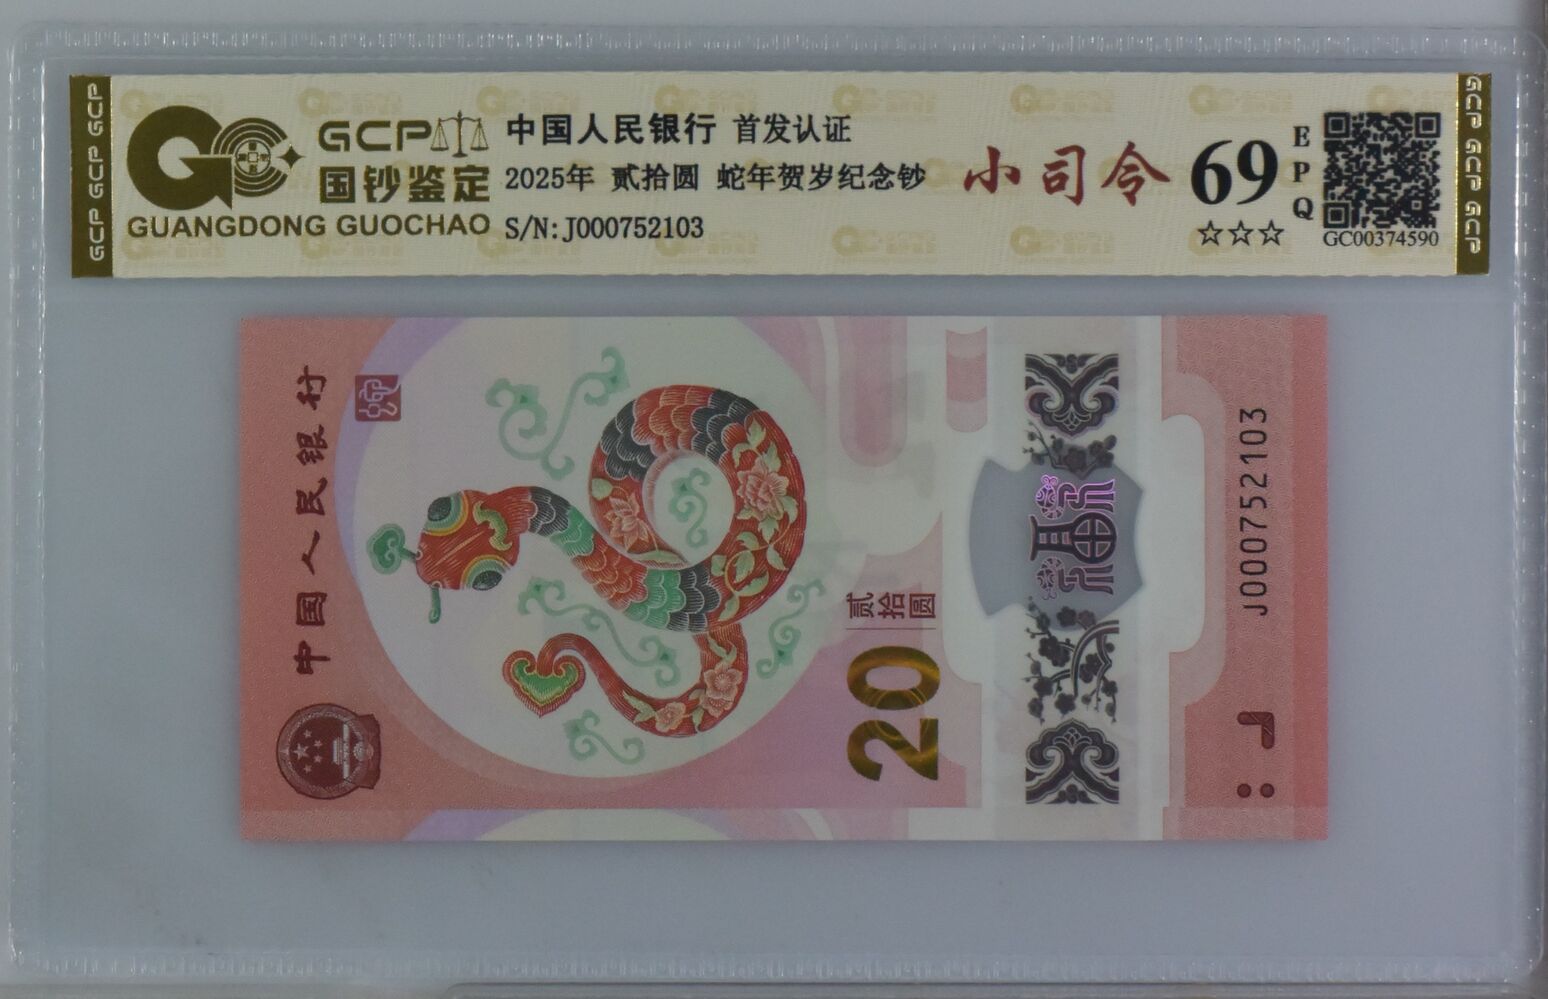 GCP GCP GCP
GCP
国钞鉴定
GUANGDONG GUOCHAO
中国人民银行 首发认证
2025年 贰拾圆 蛇年贺岁纪念钞
S/N:J000752103
小司令
69
EPQ
☆☆☆
GC00374590
GCP GCP GCP
中国人民银行
蛇
贰拾圆
20
福
J000752103